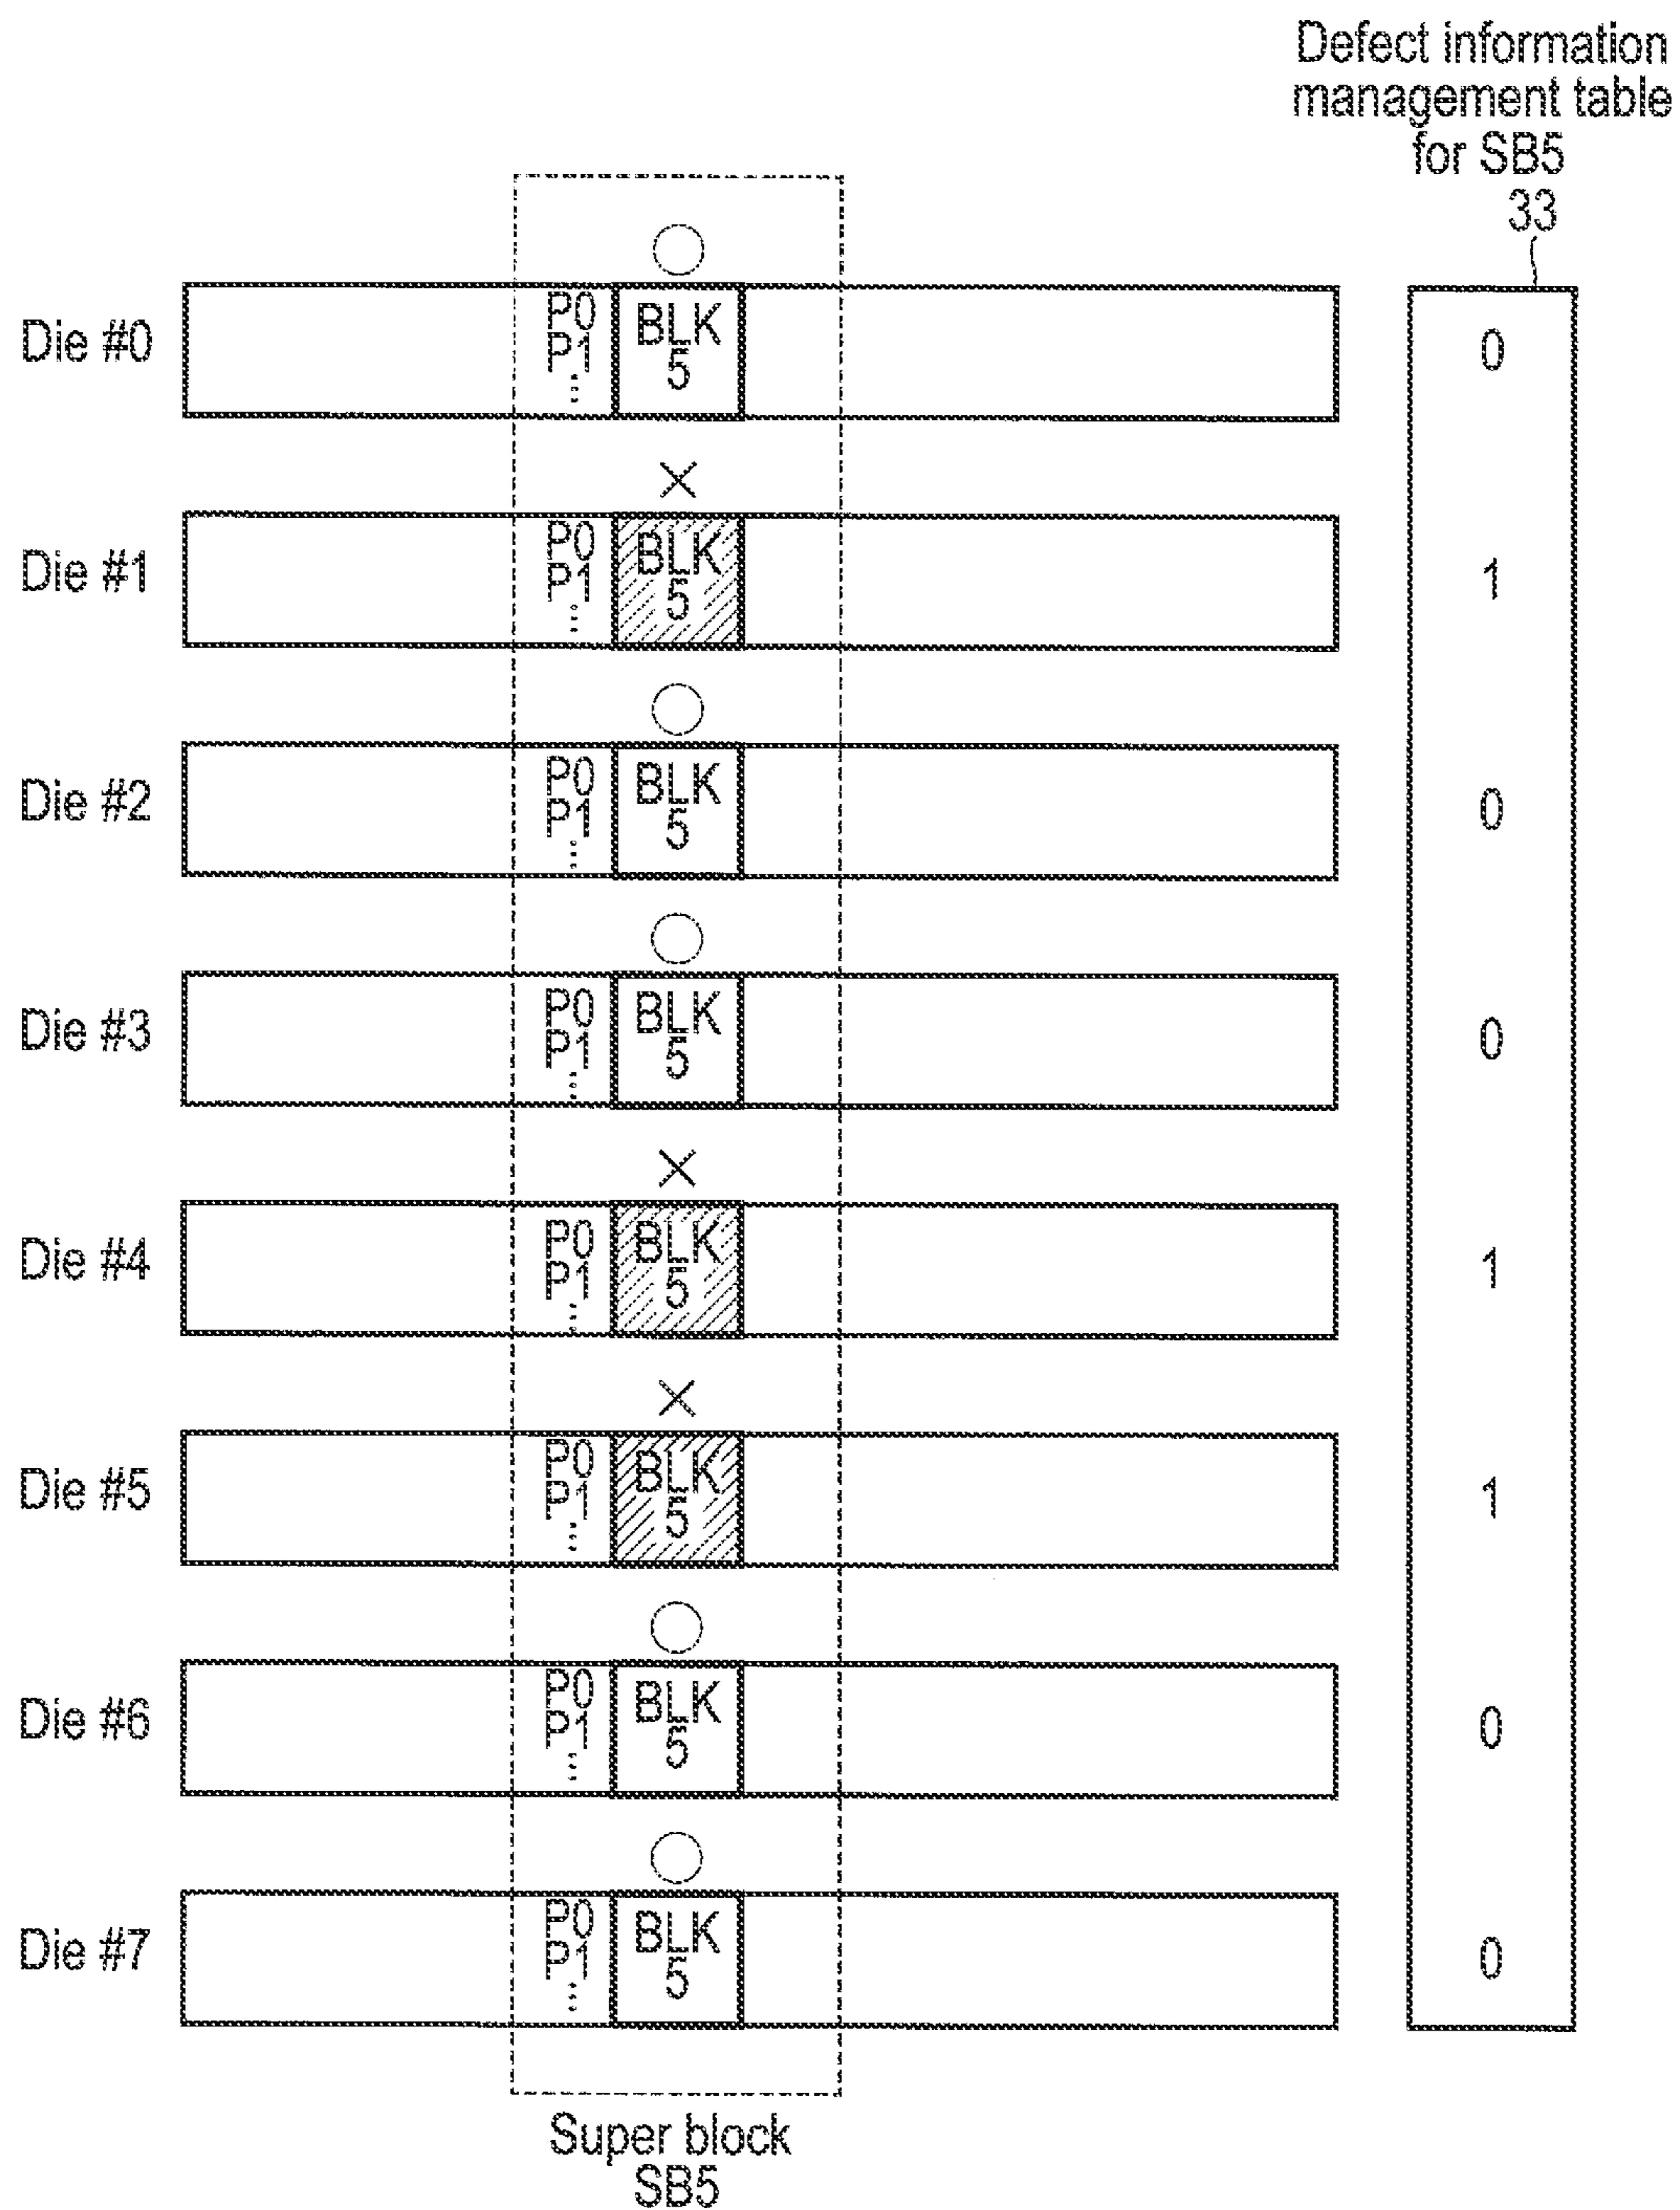 Defect information
management table
for SB5
33
Die #0
P0
P1
⋮
BLK
5
0
×
Die #1
P0
P1
⋮
BLK
5
1
Die #2
P0
P1
⋮
BLK
5
0
Die #3
P0
P1
⋮
BLK
5
0
×
Die #4
P0
P1
⋮
BLK
5
1
×
Die #5
P0
P1
⋮
BLK
5
1
Die #6
P0
P1
⋮
BLK
5
0
Die #7
P0
P1
⋮
BLK
5
0
Super block
SB5